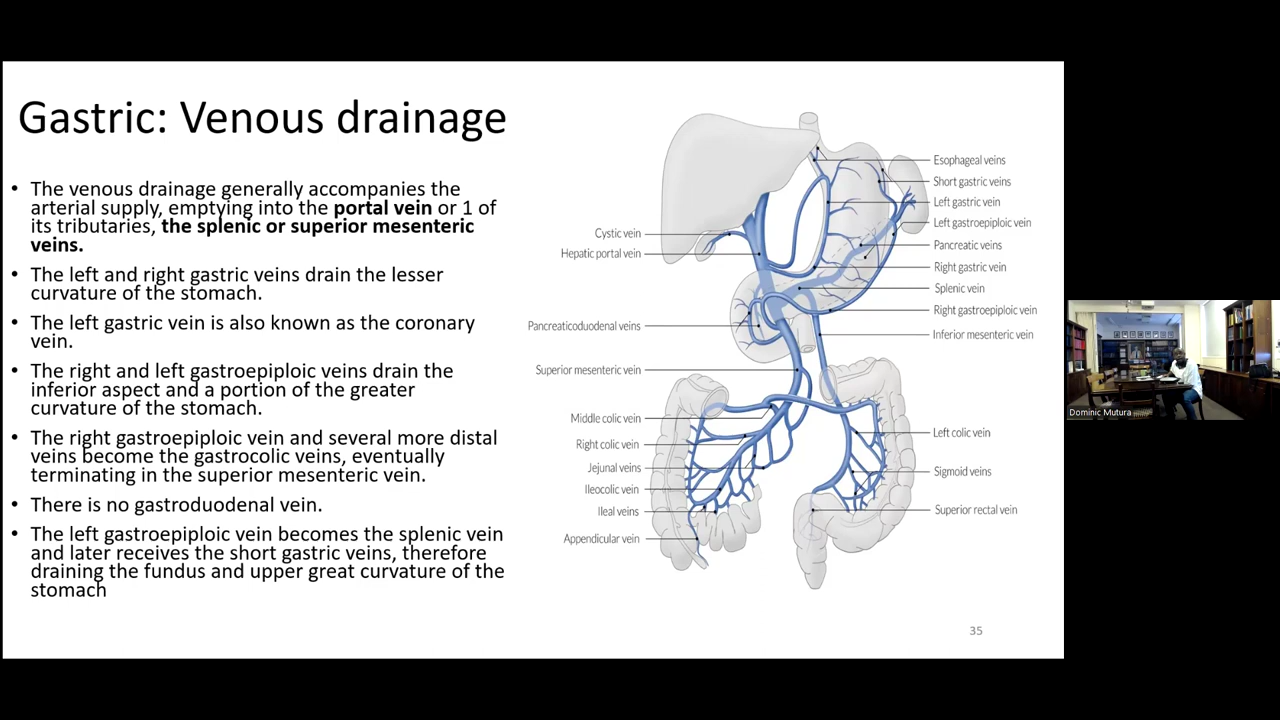 Gastric: Venous drainage
• The venous drainage generally accompanies the
arterial supply, emptying into the portal vein or 1 of
its tributaries, the splenic or superior mesenteric
veins.
• The left and right gastric veins drain the lesser
curvature of the stomach.
• The left gastric vein is also known as the coronary
vein.
• The right and left gastroepiploic veins drain the
inferior aspect and a portion of the greater
curvature of the stomach.
• The right gastroepiploic vein and several more distal
veins become the gastrocolic veins, eventually
terminating in the superior mesenteric vein.
• There is no gastroduodenal vein.
• The left gastroepiploic vein becomes the splenic vein
and later receives the short gastric veins, therefore
draining the fundus and upper great curvature of the
stomach
Cystic vein
Hepatic portal vein
Pancreaticoduodenal veins
Superior mesenteric vein
Middle colic vein
Right colic vein
Jejunal veins
Ileocolic vein
Ileal veins
Appendicular vein
Esophageal veins
Short gastric veins
Left gastric vein
Left gastroepiploic vein
Pancreatic veins
Right gastric vein
Splenic vein
Right gastroepiploic vein
Inferior mesenteric vein
Left colic vein
Sigmoid veins
Superior rectal vein
35
Dominic Mutura